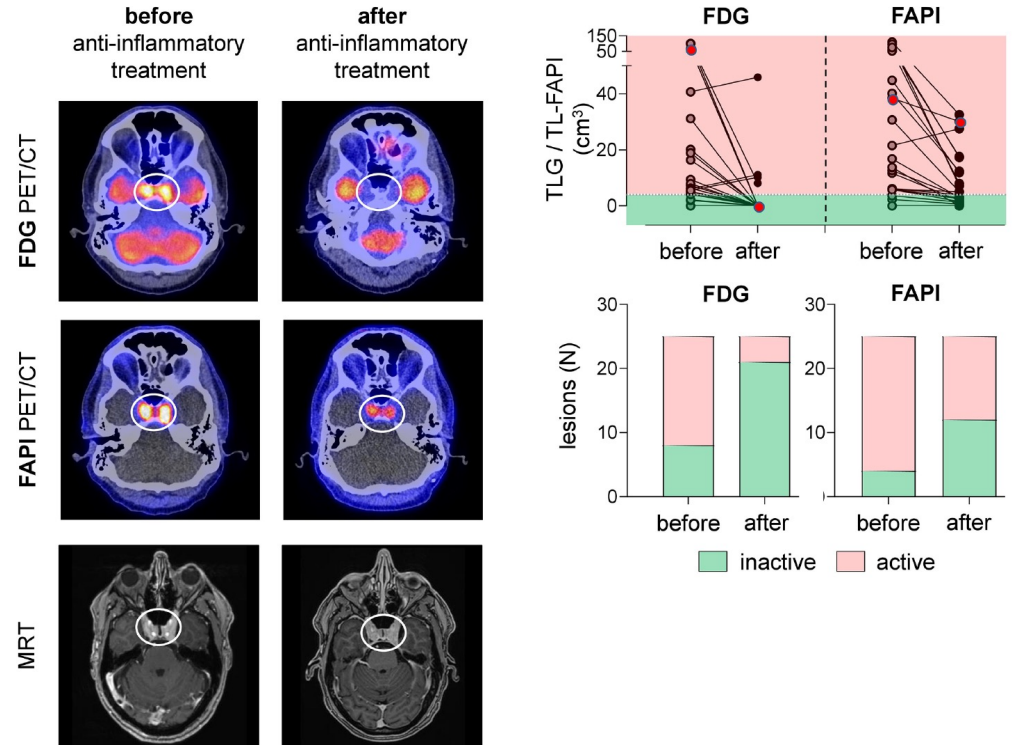 before
anti-inflammatory
treatment
after
anti-inflammatory
treatment
FDG PET/CT
FAPI PET/CT
MRT
FDG
FAPI
TLG / TL-FAPI
(cm³)
150
50
40
20
0
before
after
before
after
FDG
FAPI
lesions (N)
30
20
10
0
30
20
10
before
after
before
after
inactive
active